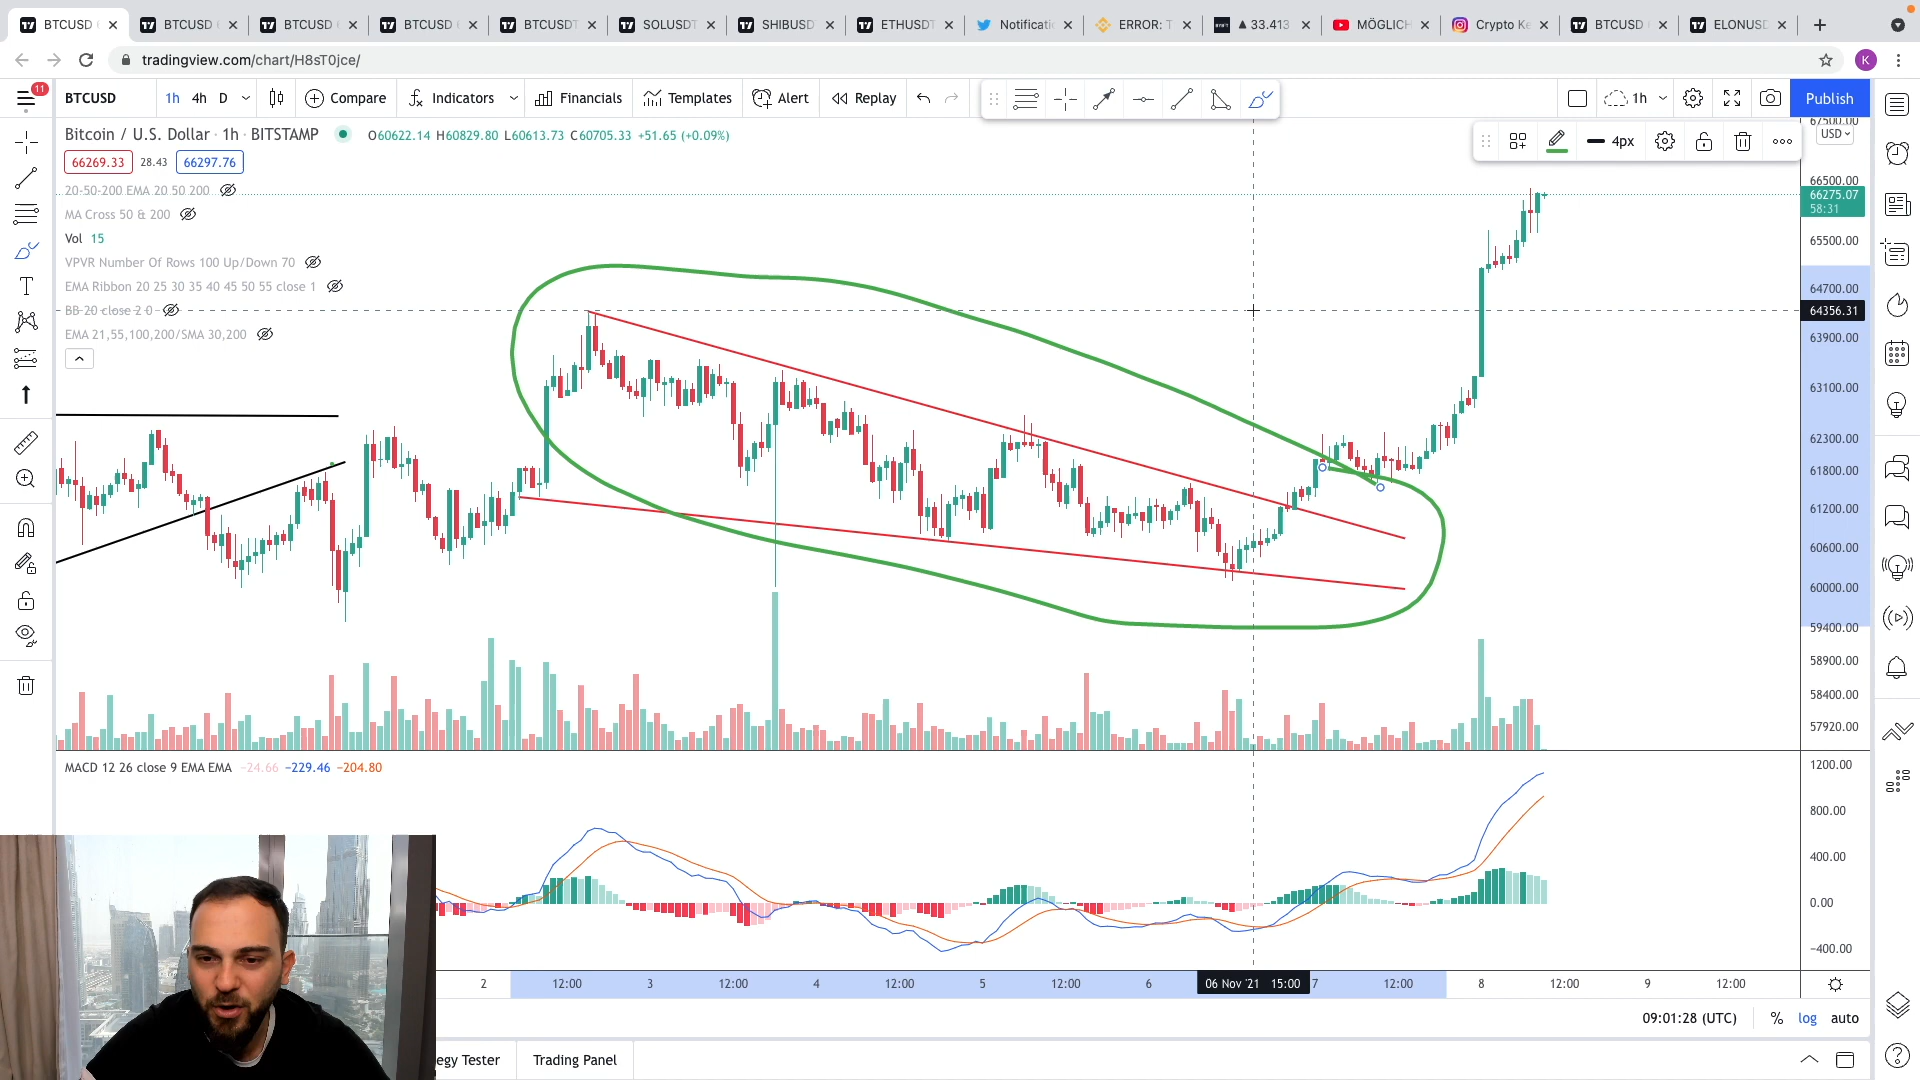 BTCUSD
BTCUSD
BTCUSD
BTCUSD
BTCUSDT
SOLUSDT
SHIBUSD
ETHUSDT
Notificati
ERROR: T
▲ 33.413
MÖGLICH
Crypto Ke
BTCUSD
ELONUSD
tradingview.com/chart/H8sT0jce/
K
11
BTCUSD
1h
4h
D
Compare
Indicators
Financials
Templates
Alert
Replay
1h
Publish
Bitcoin / U.S. Dollar · 1h · BITSTAMP
O60622.14 H60829.80 L60613.73 C60705.33 +51.65 (+0.09%)
4px
67500.00
USD
66269.33
28.43
66297.76
20-50-200 EMA 20 50 200
MA Cross 50 & 200
Vol 15
VPVR Number Of Rows 100 Up/Down 70
EMA Ribbon 20 25 30 35 40 45 50 55 close 1
BB 20 close 2 0
EMA 21,55,100,200/SMA 30,200
66500.00
66275.07
58:31
65500.00
64700.00
64356.31
63900.00
63100.00
62300.00
61800.00
61200.00
60600.00
60000.00
59400.00
58900.00
58400.00
57920.00
MACD 12 26 close 9 EMA EMA −24.66 −229.46 −204.80
1200.00
800.00
400.00
0.00
−400.00
2
12:00
3
12:00
4
12:00
5
12:00
6
06 Nov '21 15:00
7
12:00
8
12:00
9
12:00
09:01:28 (UTC)
%
log
auto
egy Tester
Trading Panel